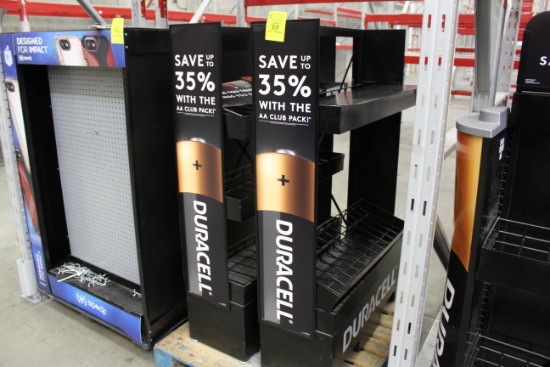 DESIGNED
FOR IMPACT
speck
SAVE UP TO
35%
WITH THE
AA CLUB PACK!*
DURACELL
SAVE UP TO
35%
WITH THE
AA CLUB PACK!*
DURACELL
DURACELL